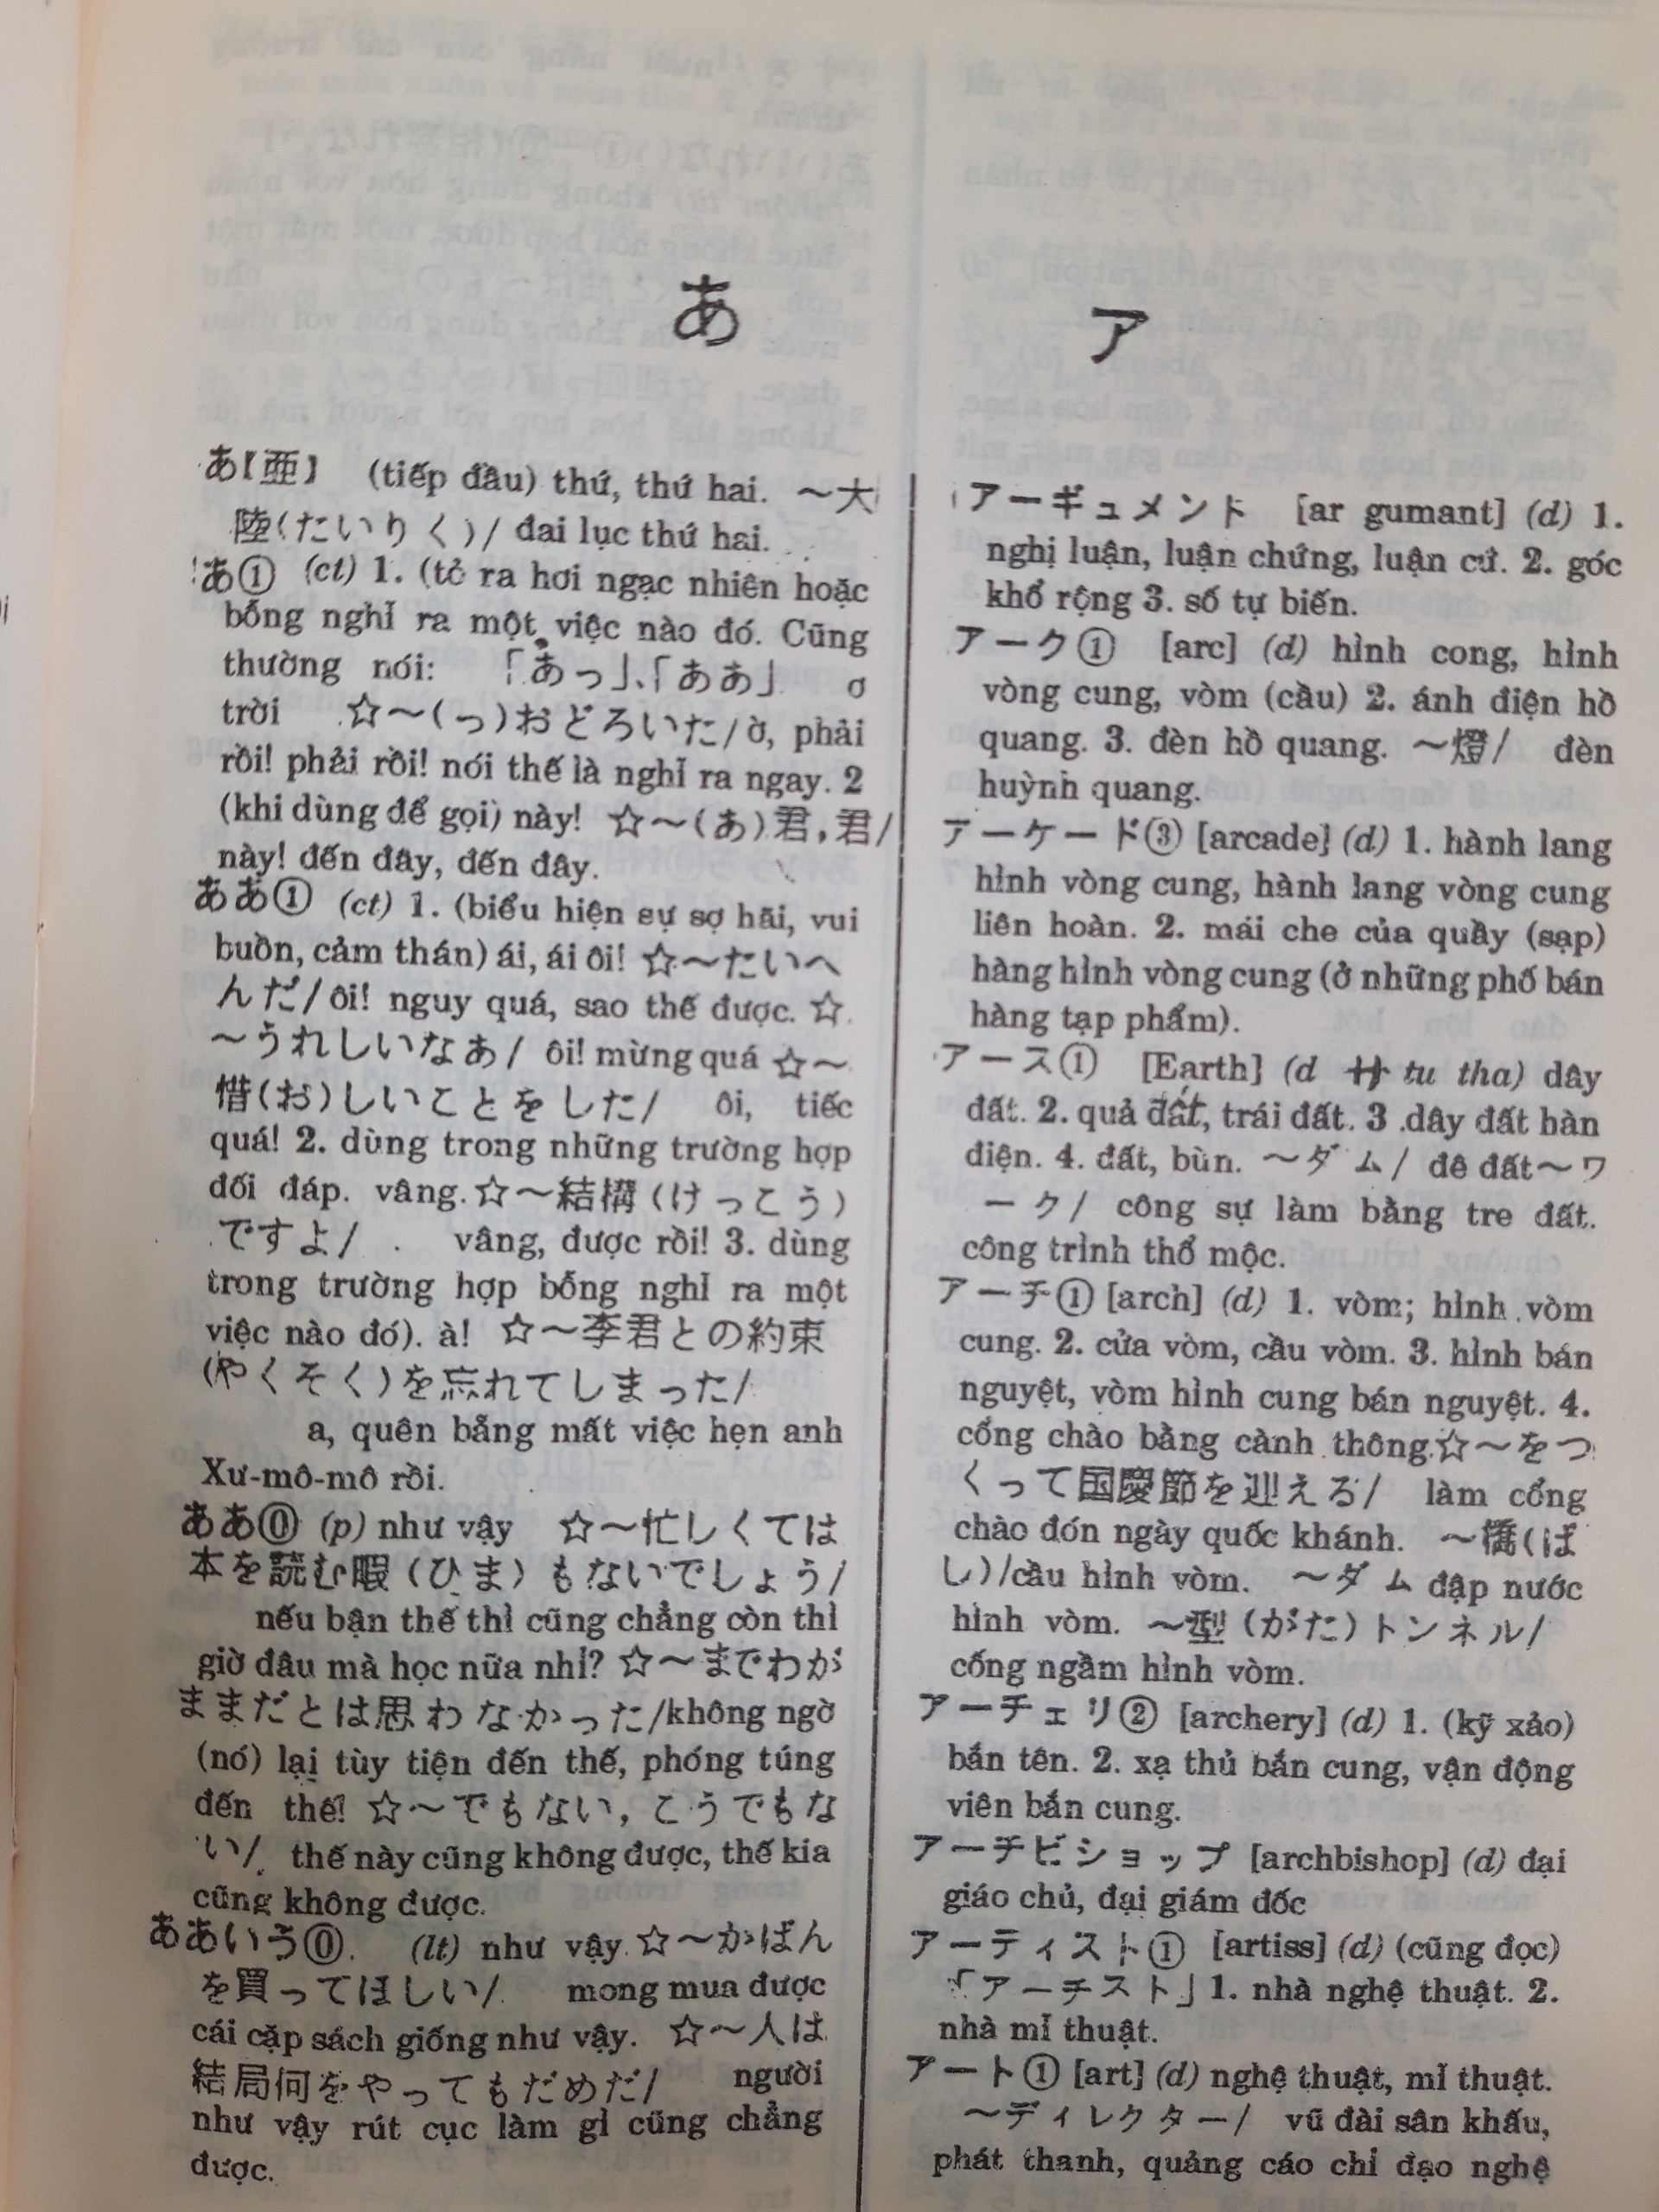 あ
あ【亜】 (tiếp đầu) thứ, thứ hai. ～大
陸(たいりく)/ đai lục thứ hai.
あ① (ct) 1. (tỏ ra hơi ngạc nhiên hoặc
bỗng nghĩ ra một việc nào đó. Cũng
thường nói: 「あっ」、「ああ」 ơ
trời ☆～(っ)おどろいた/ ờ, phải
rồi! phải rồi! nói thế là nghĩ ra ngay. 2
(khi dùng để gọi) này! ☆～(あ)君，君/
này! đến đây, đến đây.
ああ① (ct) 1. (biểu hiện sự sợ hãi, vui
buồn, cảm thán) ái, ái ôi! ☆～たいへ
んだ/ ôi! nguy quá, sao thế được. ☆
～うれしいなぁ/ ôi! mừng quá ☆～
惜(お)しいことをした/ ôi, tiếc
quá! 2. dùng trong những trường hợp
đối đáp. vâng. ☆～結構(けっこう)
ですよ/ vâng, được rồi! 3. dùng
trong trường hợp bỗng nghĩ ra một
việc nào đó). à! ☆～李君との約束
(やくそく)を忘れてしまった/
a, quên bẵng mất việc hẹn anh
Xư-mô-mô rồi.
ああ⓪ (p) như vậy ☆～忙しくては
本を読む暇(ひま)もないでしょう/
nếu bận thế thì cũng chẳng còn thì
giờ đâu mà học nữa nhỉ? ☆～までわが
ままだとは思わなかった/không ngờ
(nó) lại tùy tiện đến thế, phóng túng
đến thế! ☆～でもない，こうでもな
い/ thế này cũng không được, thế kia
cũng không được.
ああいう⓪. (lt) như vậy. ☆～かばん
を買ってほしい/ mong mua được
cái cặp sách giống như vậy. ☆～人は
結局何をやってもだめだ/ người
như vậy rút cục làm gì cũng chẳng
được.
ア
アーギュメント [ar gumant] (d) 1.
nghị luận, luận chứng, luận cứ. 2. góc
khổ rộng 3. số tự biến.
アーク① [arc] (d) hình cong, hình
vòng cung, vòm (cầu) 2. ánh điện hồ
quang. 3. đèn hồ quang. ～燈/ đèn
huỳnh quang.
アーケード③ [arcade] (d) 1. hành lang
hình vòng cung, hành lang vòng cung
liên hoàn. 2. mái che của quầy (sạp)
hàng hình vòng cung (ở những phố bán
hàng tạp phẩm).
アース① [Earth] (d サ tu tha) dây
đất. 2. quả đất, trái đất. 3 .dây đất hàn
điện. 4. đất, bùn. ～ダム/ đê đất～ワ
ーク/ công sự làm bằng tre đất.
công trình thổ mộc.
アーチ① [arch] (d) 1. vòm; hình vòm
cung. 2. cửa vòm, cầu vòm. 3. hình bán
nguyệt, vòm hình cung bán nguyệt. 4.
cổng chào bằng cành thông.☆～をつ
くって国慶節を迎える/ làm cổng
chào đón ngày quốc khánh. ～橋(ば
し)/cầu hình vòm. ～ダム đập nước
hình vòm. ～型(がた)トンネル/
cống ngầm hình vòm.
アーチェリ② [archery] (d) 1. (kỹ xảo)
bắn tên. 2. xạ thủ bắn cung, vận động
viên bắn cung.
アーチビショップ [archbishop] (d) đại
giáo chủ, đại giám đốc
アーティスト① [artiss] (d) (cũng đọc)
「アーチスト」1. nhà nghệ thuật. 2.
nhà mĩ thuật.
アート① [art] (d) nghệ thuật, mĩ thuật.
～ディレクター/ vũ đài sân khấu,
phát thanh, quảng cáo chỉ đạo nghệ